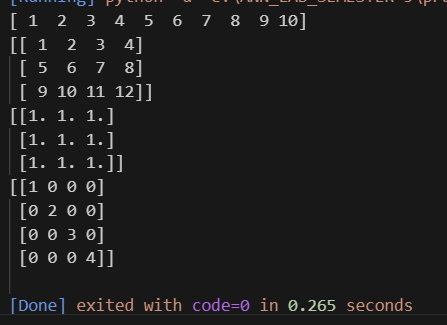 [Running] python -u "c:\ANN_LAB_SEMESTER
[ 1  2  3  4  5  6  7  8  9 10]
[[ 1  2  3  4]
 [ 5  6  7  8]
 [ 9 10 11 12]]
[[1. 1. 1.]
 [1. 1. 1.]
 [1. 1. 1.]]
[[1 0 0 0]
 [0 2 0 0]
 [0 0 3 0]
 [0 0 0 4]]
[Done] exited with code=0 in 0.265 seconds